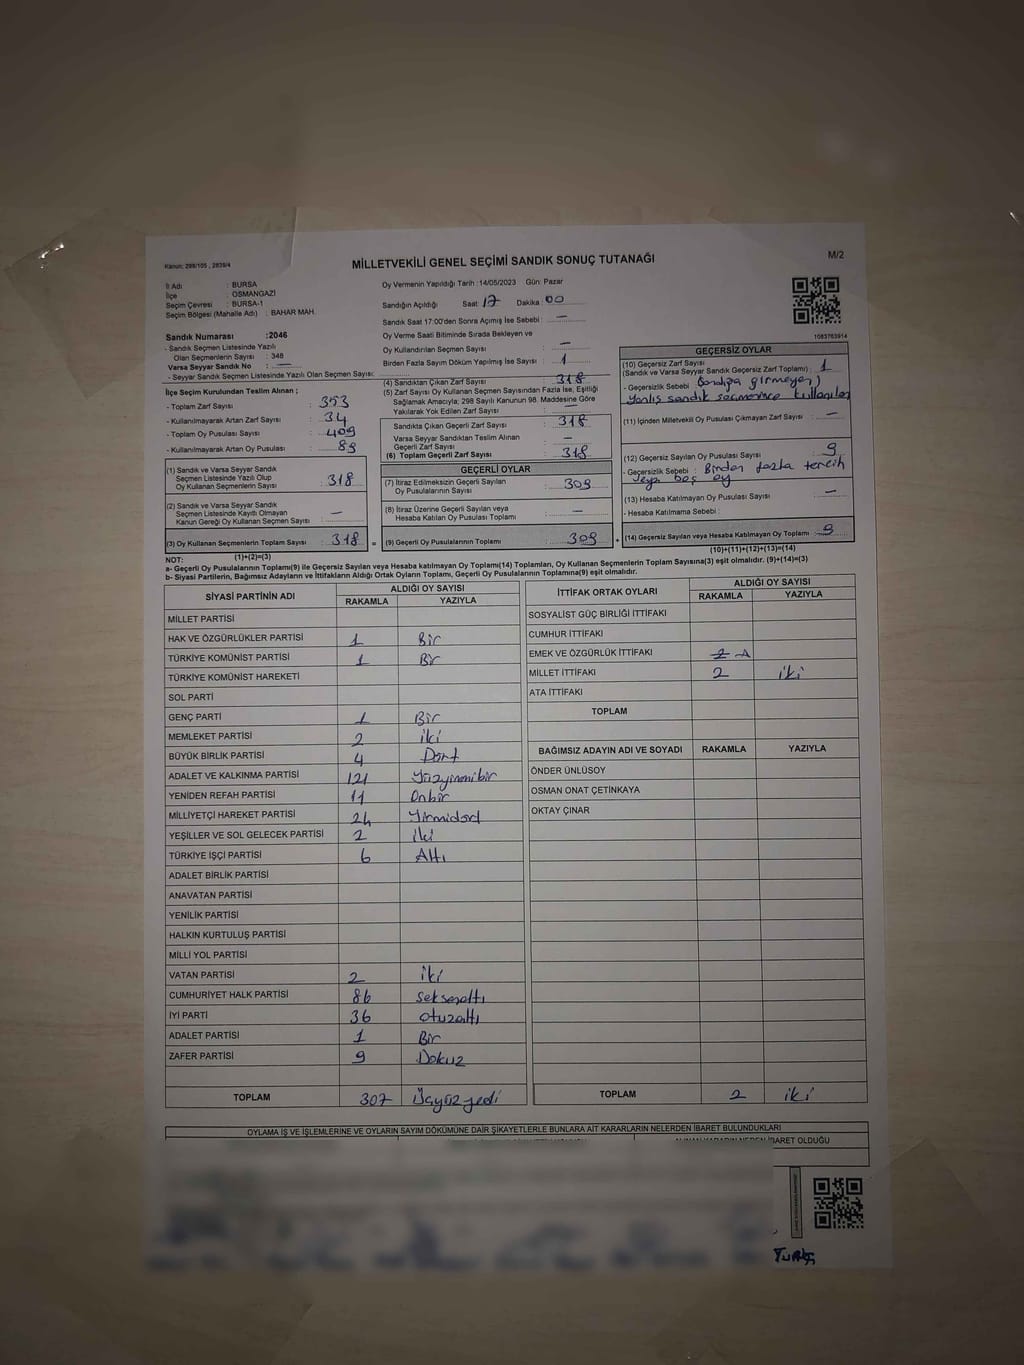 Kanun: 298/105 , 2839/4
MİLLETVEKİLİ GENEL SEÇİMİ SANDIK SONUÇ TUTANAĞI
M/2
İl Adı : BURSA
İlçe : OSMANGAZİ
Seçim Çevresi : BURSA-1
Seçim Bölgesi (Mahalle Adı) : BAHAR MAH.
Sandık Numarası :2046
- Sandık Seçmen Listesinde Yazılı
Olan Seçmenlerin Sayısı : 348
Varsa Seyyar Sandık No : —
- Seyyar Sandık Seçmen Listesinde Yazılı Olan Seçmen Sayısı:
Oy Vermenin Yapıldığı Tarih :14/05/2023 Gün: Pazar
Sandığın Açıldığı Saat: 17 Dakika : 00
Sandık Saat 17:00'den Sonra Açımış İse Sebebi : —
Oy Verme Saati Bitiminde Sırada Bekleyen ve
Oy Kullandırılan Seçmen Sayısı : —
Birden Fazla Sayım Döküm Yapılmış İse Sayısı : 1
1083763914
İlçe Seçim Kurulundan Teslim Alınan ;
- Toplam Zarf Sayısı : 353
- Kullanılmayarak Artan Zarf Sayısı : 34
- Toplam Oy Pusulası Sayısı : 409
- Kullanılmayarak Artan Oy Pusulası : 89
(1) Sandık ve Varsa Seyyar Sandık
Seçmen Listesinde Yazılı Olup
Oy Kullanan Seçmenlerin Sayısı : 318
(2) Sandık ve Varsa Seyyar Sandık
Seçmen Listesinde Kayıtlı Olmayan
Kanun Gereği Oy Kullanan Seçmen Sayısı : —
(3) Oy Kullanan Seçmenlerin Toplam Sayısı : 318
(1)+(2)=(3)
(4) Sandıktan Çıkan Zarf Sayısı : 318
(5) Zarf Sayısı Oy Kullanan Seçmen Sayısından Fazla İse, Eşitliği
Sağlamak Amacıyla; 298 Sayılı Kanunun 98. Maddesine Göre
Yakılarak Yok Edilen Zarf Sayısı : —
Sandıkta Çıkan Geçerli Zarf Sayısı : 318
Varsa Seyyar Sandıktan Teslim Alınan
Geçerli Zarf Sayısı : —
(6) Toplam Geçerli Zarf Sayısı : 318
GEÇERLİ OYLAR
(7) İtiraz Edilmeksizin Geçerli Sayılan
Oy Pusulalarının Sayısı : 309
(8) İtiraz Üzerine Geçerli Sayılan veya
Hesaba Katılan Oy Pusulası Toplamı : —
= (9) Geçerli Oy Pusulalarının Toplamı : 309
GEÇERSİZ OYLAR
(10) Geçersiz Zarf Sayısı
(Sandık ve Varsa Seyyar Sandık Geçersiz Zarf Toplamı) : 1
- Geçersizlik Sebebi : Sandığa girmeyen)
Yanlış sandık seçmenince kullanılan
(11) İçinden Milletvekili Oy Pusulası Çıkmayan Zarf Sayısı : —
(12) Geçersiz Sayılan Oy Pusulası Sayısı : 9
- Geçersizlik Sebebi : Birden fazla tercih
veya boş oy
(13) Hesaba Katılmayan Oy Pusulası Sayısı : —
- Hesaba Katılmama Sebebi :
+ (14) Geçersiz Sayılan veya Hesaba Katılmayan Oy Toplamı : 9
(10)+(11)+(12)+(13)=(14)
NOT:
a- Geçerli Oy Pusulalarının Toplamı(9) ile Geçersiz Sayılan veya Hesaba katılmayan Oy Toplamı(14) Toplamları, Oy Kullanan Seçmenlerin Toplam Sayısına(3) eşit olmalıdır. (9)+(14)=(3)
b- Siyasi Partilerin, Bağımsız Adayların ve İttifakların Aldığı Ortak Oyların Toplamı, Geçerli Oy Pusulalarının Toplamına(9) eşit olmalıdır.
SİYASİ PARTİNİN ADI ALDIĞI OY SAYISI
RAKAMLA YAZIYLA
MİLLET PARTİSİ
HAK VE ÖZGÜRLÜKLER PARTİSİ 1 Bir
TÜRKİYE KOMÜNİST PARTİSİ 1 Bir
TÜRKİYE KOMÜNİST HAREKETİ
SOL PARTİ
GENÇ PARTİ 1 Bir
MEMLEKET PARTİSİ 2 iki
BÜYÜK BİRLİK PARTİSİ 4 Dört
ADALET VE KALKINMA PARTİSİ 121 Yüzyirmibir
YENİDEN REFAH PARTİSİ 11 Onbir
MİLLİYETÇİ HAREKET PARTİSİ 24 Yirmidört
YEŞİLLER VE SOL GELECEK PARTİSİ 2 iki
TÜRKİYE İŞÇİ PARTİSİ 6 Altı
ADALET BİRLİK PARTİSİ
ANAVATAN PARTİSİ
YENİLİK PARTİSİ
HALKIN KURTULUŞ PARTİSİ
MİLLİ YOL PARTİSİ
VATAN PARTİSİ 2 iki
CUMHURİYET HALK PARTİSİ 86 seksenaltı
İYİ PARTİ 36 otuzaltı
ADALET PARTİSİ 1 Bir
ZAFER PARTİSİ 9 Dokuz
TOPLAM 307 Üçyüzyedi
İTTİFAK ORTAK OYLARI ALDIĞI OY SAYISI
RAKAMLA YAZIYLA
SOSYALİST GÜÇ BİRLİĞİ İTTİFAKI
CUMHUR İTTİFAKI
EMEK VE ÖZGÜRLÜK İTTİFAKI 2
MİLLET İTTİFAKI 2 iki
ATA İTTİFAKI
TOPLAM
BAĞIMSIZ ADAYIN ADI VE SOYADI RAKAMLA YAZIYLA
ÖNDER ÜNLÜSOY
OSMAN ONAT ÇETİNKAYA
OKTAY ÇINAR
TOPLAM 2 iki
OYLAMA İŞ VE İŞLEMLERİNE VE OYLARIN SAYIM DÖKÜMÜNE DAİR ŞİKAYETLERLE BUNLARA AİT KARARLARIN NELERDEN İBARET BULUNDUKLARI
İBARET OLDUĞU